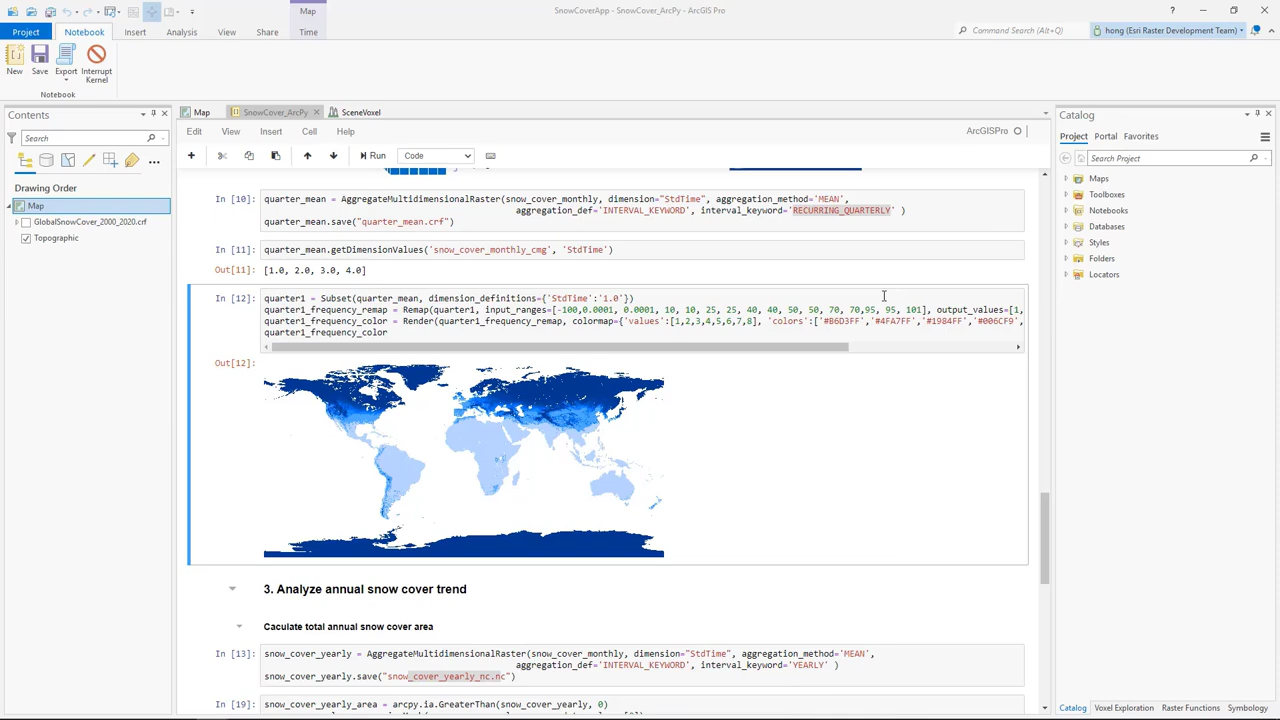 Map
SnowCoverApp - SnowCover_ArcPy - ArcGIS Pro
Project
Notebook
Insert
Analysis
View
Share
Time
Command Search (Alt+Q)
hong (Esri Raster Development Team)
New
Save
Export
Interrupt
Kernel
Notebook
Contents
Search
Drawing Order
Map
GlobalSnowCover_2000_2020.crf
Topographic
Map
SnowCover_ArcPy
SceneVoxel
Edit
View
Insert
Cell
Help
ArcGISPro
Run
Code
In [10]: quarter_mean = AggregateMultidimensionalRaster(snow_cover_monthly, dimension="StdTime", aggregation_method='MEAN',
aggregation_def='INTERVAL_KEYWORD', interval_keyword='RECURRING_QUARTERLY' )
quarter_mean.save("quarter_mean.crf")
In [11]: quarter_mean.getDimensionValues('snow_cover_monthly_cmg', 'StdTime')
Out[11]: [1.0, 2.0, 3.0, 4.0]
In [12]: quarter1 = Subset(quarter_mean, dimension_definitions={'StdTime':'1.0'})
quarter1_frequency_remap = Remap(quarter1, input_ranges=[-100,0.0001, 0.0001, 10, 10, 25, 25, 40, 40, 50, 50, 70, 70,95, 95, 101], output_values=[1,
quarter1_frequency_color = Render(quarter1_frequency_remap, colormap={'values':[1,2,3,4,5,6,7,8], 'colors':['#B6D3FF','#4FA7FF','#1984FF','#006CF9',
quarter1_frequency_color
Out[12]:
3. Analyze annual snow cover trend
Caculate total annual snow cover area
In [13]: snow_cover_yearly = AggregateMultidimensionalRaster(snow_cover_monthly, dimension="StdTime", aggregation_method='MEAN',
aggregation_def='INTERVAL_KEYWORD', interval_keyword='YEARLY' )
snow_cover_yearly.save("snow_cover_yearly_nc.nc")
In [19]: snow_cover_yearly_area = arcpy.ia.GreaterThan(snow_cover_yearly, 0)
Catalog
Project
Portal
Favorites
Search Project
Maps
Toolboxes
Notebooks
Databases
Styles
Folders
Locators
Catalog
Voxel Exploration
Raster Functions
Symbology